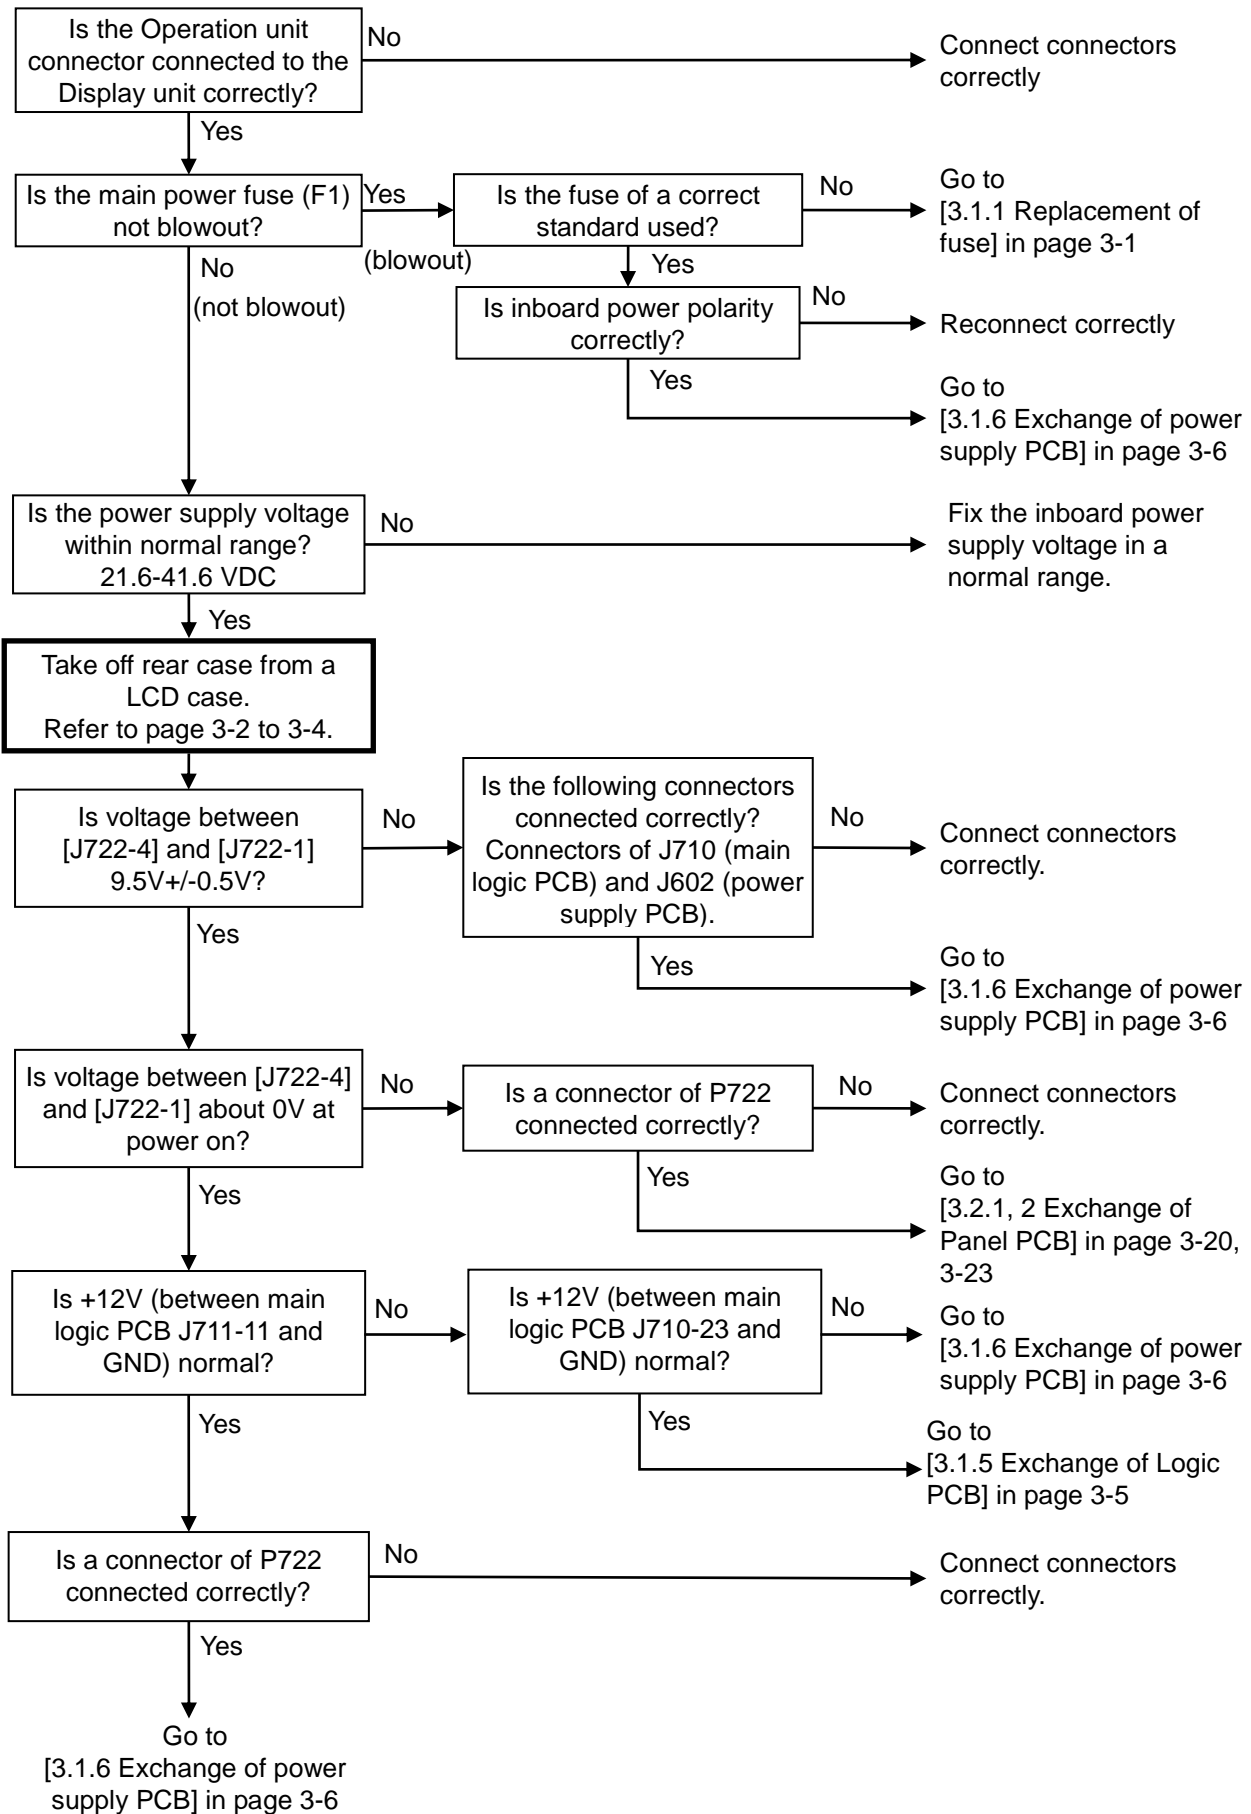 Is the Operation unit
connector connected to the
Display unit correctly?
No
Connect connectors
correctly
Yes
Is the main power fuse (F1)
not blowout?
Yes
(blowout)
Is the fuse of a correct
standard used?
No
Go to
[3.1.1 Replacement of
fuse] in page 3-1
No
(not blowout)
Yes
Is inboard power polarity
correctly?
No
Reconnect correctly
Yes
Go to
[3.1.6 Exchange of power
supply PCB] in page 3-6
Is the power supply voltage
within normal range?
21.6-41.6 VDC
No
Fix the inboard power
supply voltage in a
normal range.
Yes
Take off rear case from a
LCD case.
Refer to page 3-2 to 3-4.
Is voltage between
[J722-4] and [J722-1]
9.5V+/-0.5V?
No
Is the following connectors
connected correctly?
Connectors of J710 (main
logic PCB) and J602 (power
supply PCB).
No
Connect connectors
correctly.
Yes
Yes
Go to
[3.1.6 Exchange of power
supply PCB] in page 3-6
Is voltage between [J722-4]
and [J722-1] about 0V at
power on?
No
Is a connector of P722
connected correctly?
No
Connect connectors
correctly.
Yes
Yes
Go to
[3.2.1, 2 Exchange of
Panel PCB] in page 3-20,
3-23
Is +12V (between main
logic PCB J711-11 and
GND) normal?
No
Is +12V (between main
logic PCB J710-23 and
GND) normal?
No
Go to
[3.1.6 Exchange of power
supply PCB] in page 3-6
Yes
Yes
Go to
[3.1.5 Exchange of Logic
PCB] in page 3-5
Is a connector of P722
connected correctly?
No
Connect connectors
correctly.
Yes
Go to
[3.1.6 Exchange of power
supply PCB] in page 3-6